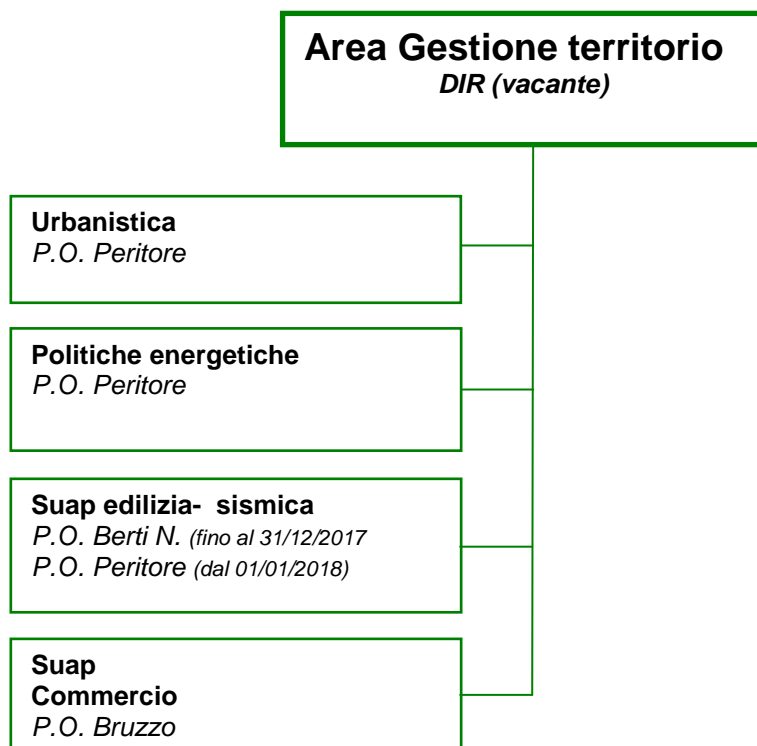 Area Gestione territorio
DIR (vacante)
Urbanistica
P.O. Peritore
Politiche energetiche
P.O. Peritore
Suap edilizia- sismica
P.O. Berti N. (fino al 31/12/2017
P.O. Peritore (dal 01/01/2018)
Suap
Commercio
P.O. Bruzzo